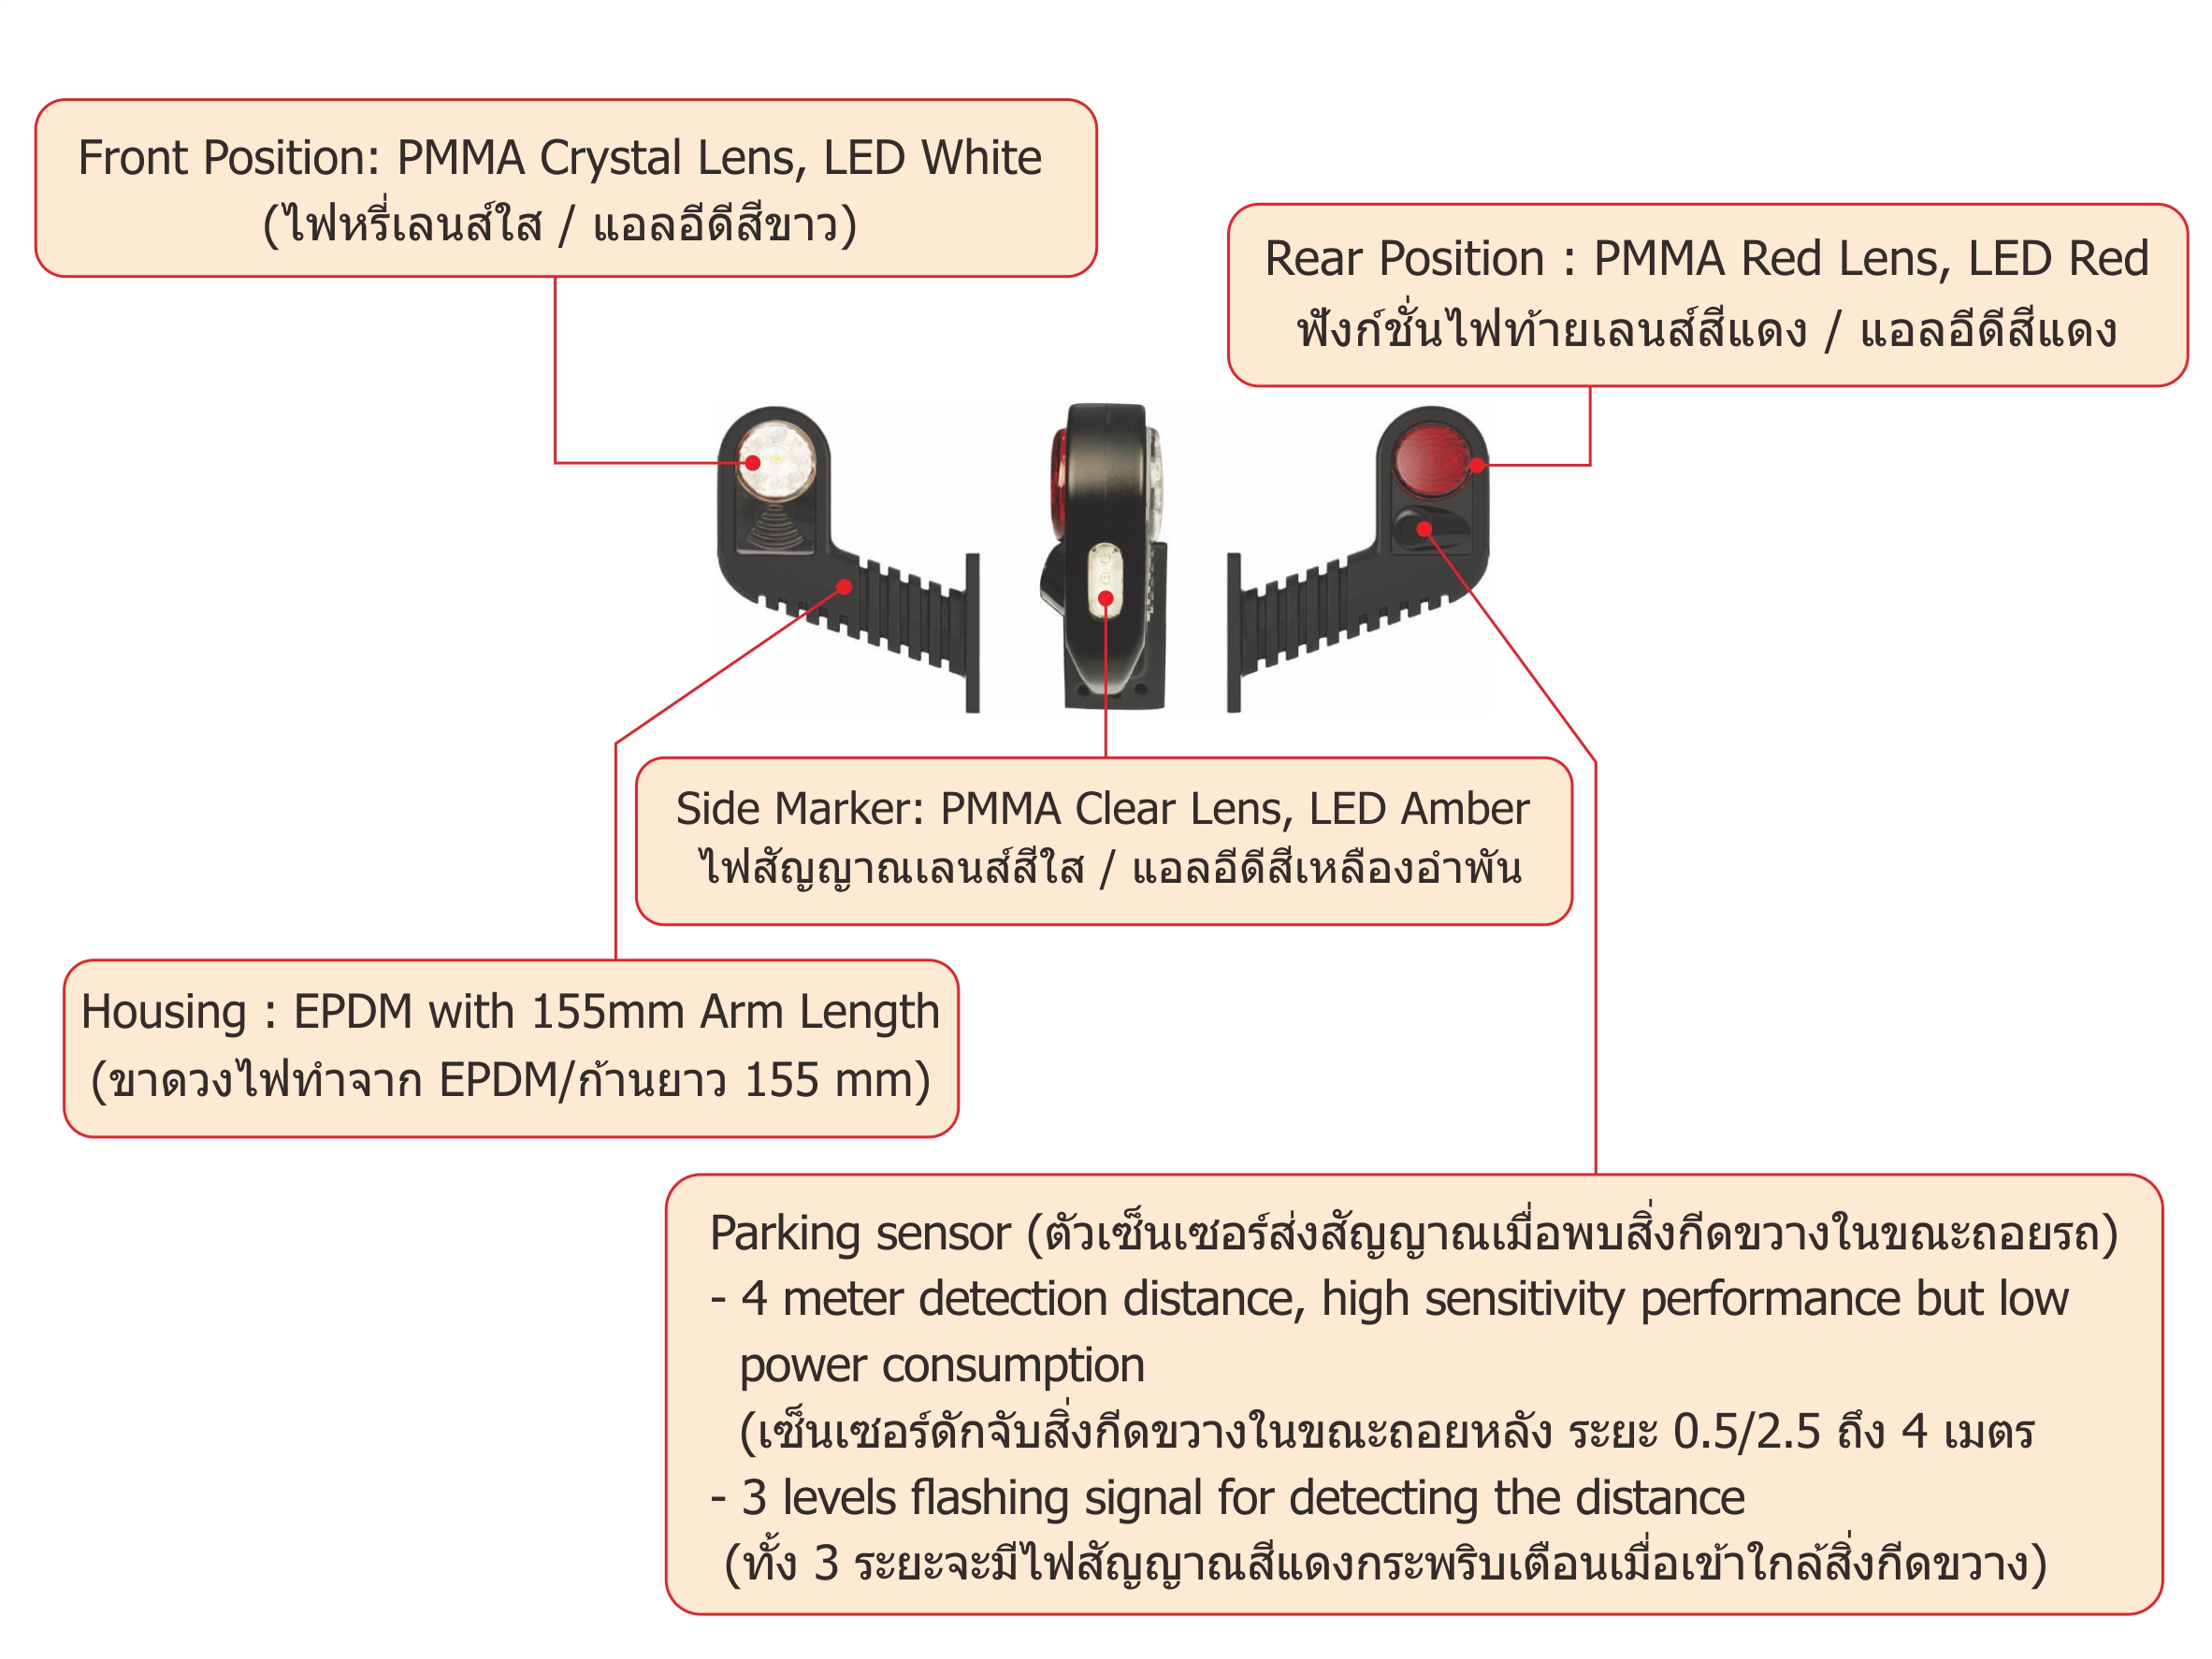 Front Position: PMMA Crystal Lens, LED White
(ไฟหรี่เลนส์ใส / แอลอีดีสีขาว)
Rear Position : PMMA Red Lens, LED Red
ฟังก์ชั่นไฟท้ายเลนส์สีแดง / แอลอีดีสีแดง
Side Marker: PMMA Clear Lens, LED Amber
ไฟสัญญาณเลนส์สีใส / แอลอีดีสีเหลืองอำพัน
Housing : EPDM with 155mm Arm Length
(ขาดวงไฟทำจาก EPDM/ก้านยาว 155 mm)
Parking sensor (ตัวเซ็นเซอร์ส่งสัญญาณเมื่อพบสิ่งกีดขวางในขณะถอยรถ)
- 4 meter detection distance, high sensitivity performance but low
power consumption
(เซ็นเซอร์ดักจับสิ่งกีดขวางในขณะถอยหลัง ระยะ 0.5/2.5 ถึง 4 เมตร
- 3 levels flashing signal for detecting the distance
(ทั้ง 3 ระยะจะมีไฟสัญญาณสีแดงกระพริบเตือนเมื่อเข้าใกล้สิ่งกีดขวาง)